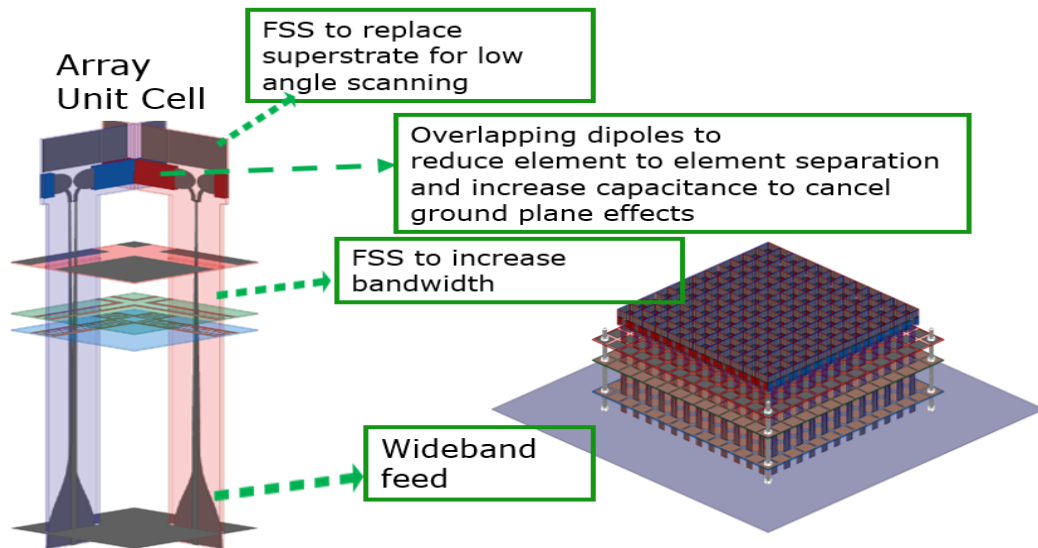 FSS to replace
superstrate for low
angle scanning
Array
Unit Cell
Overlapping dipoles to
reduce element to element separation
and increase capacitance to cancel
ground plane effects
FSS to increase
bandwidth
Wideband
feed